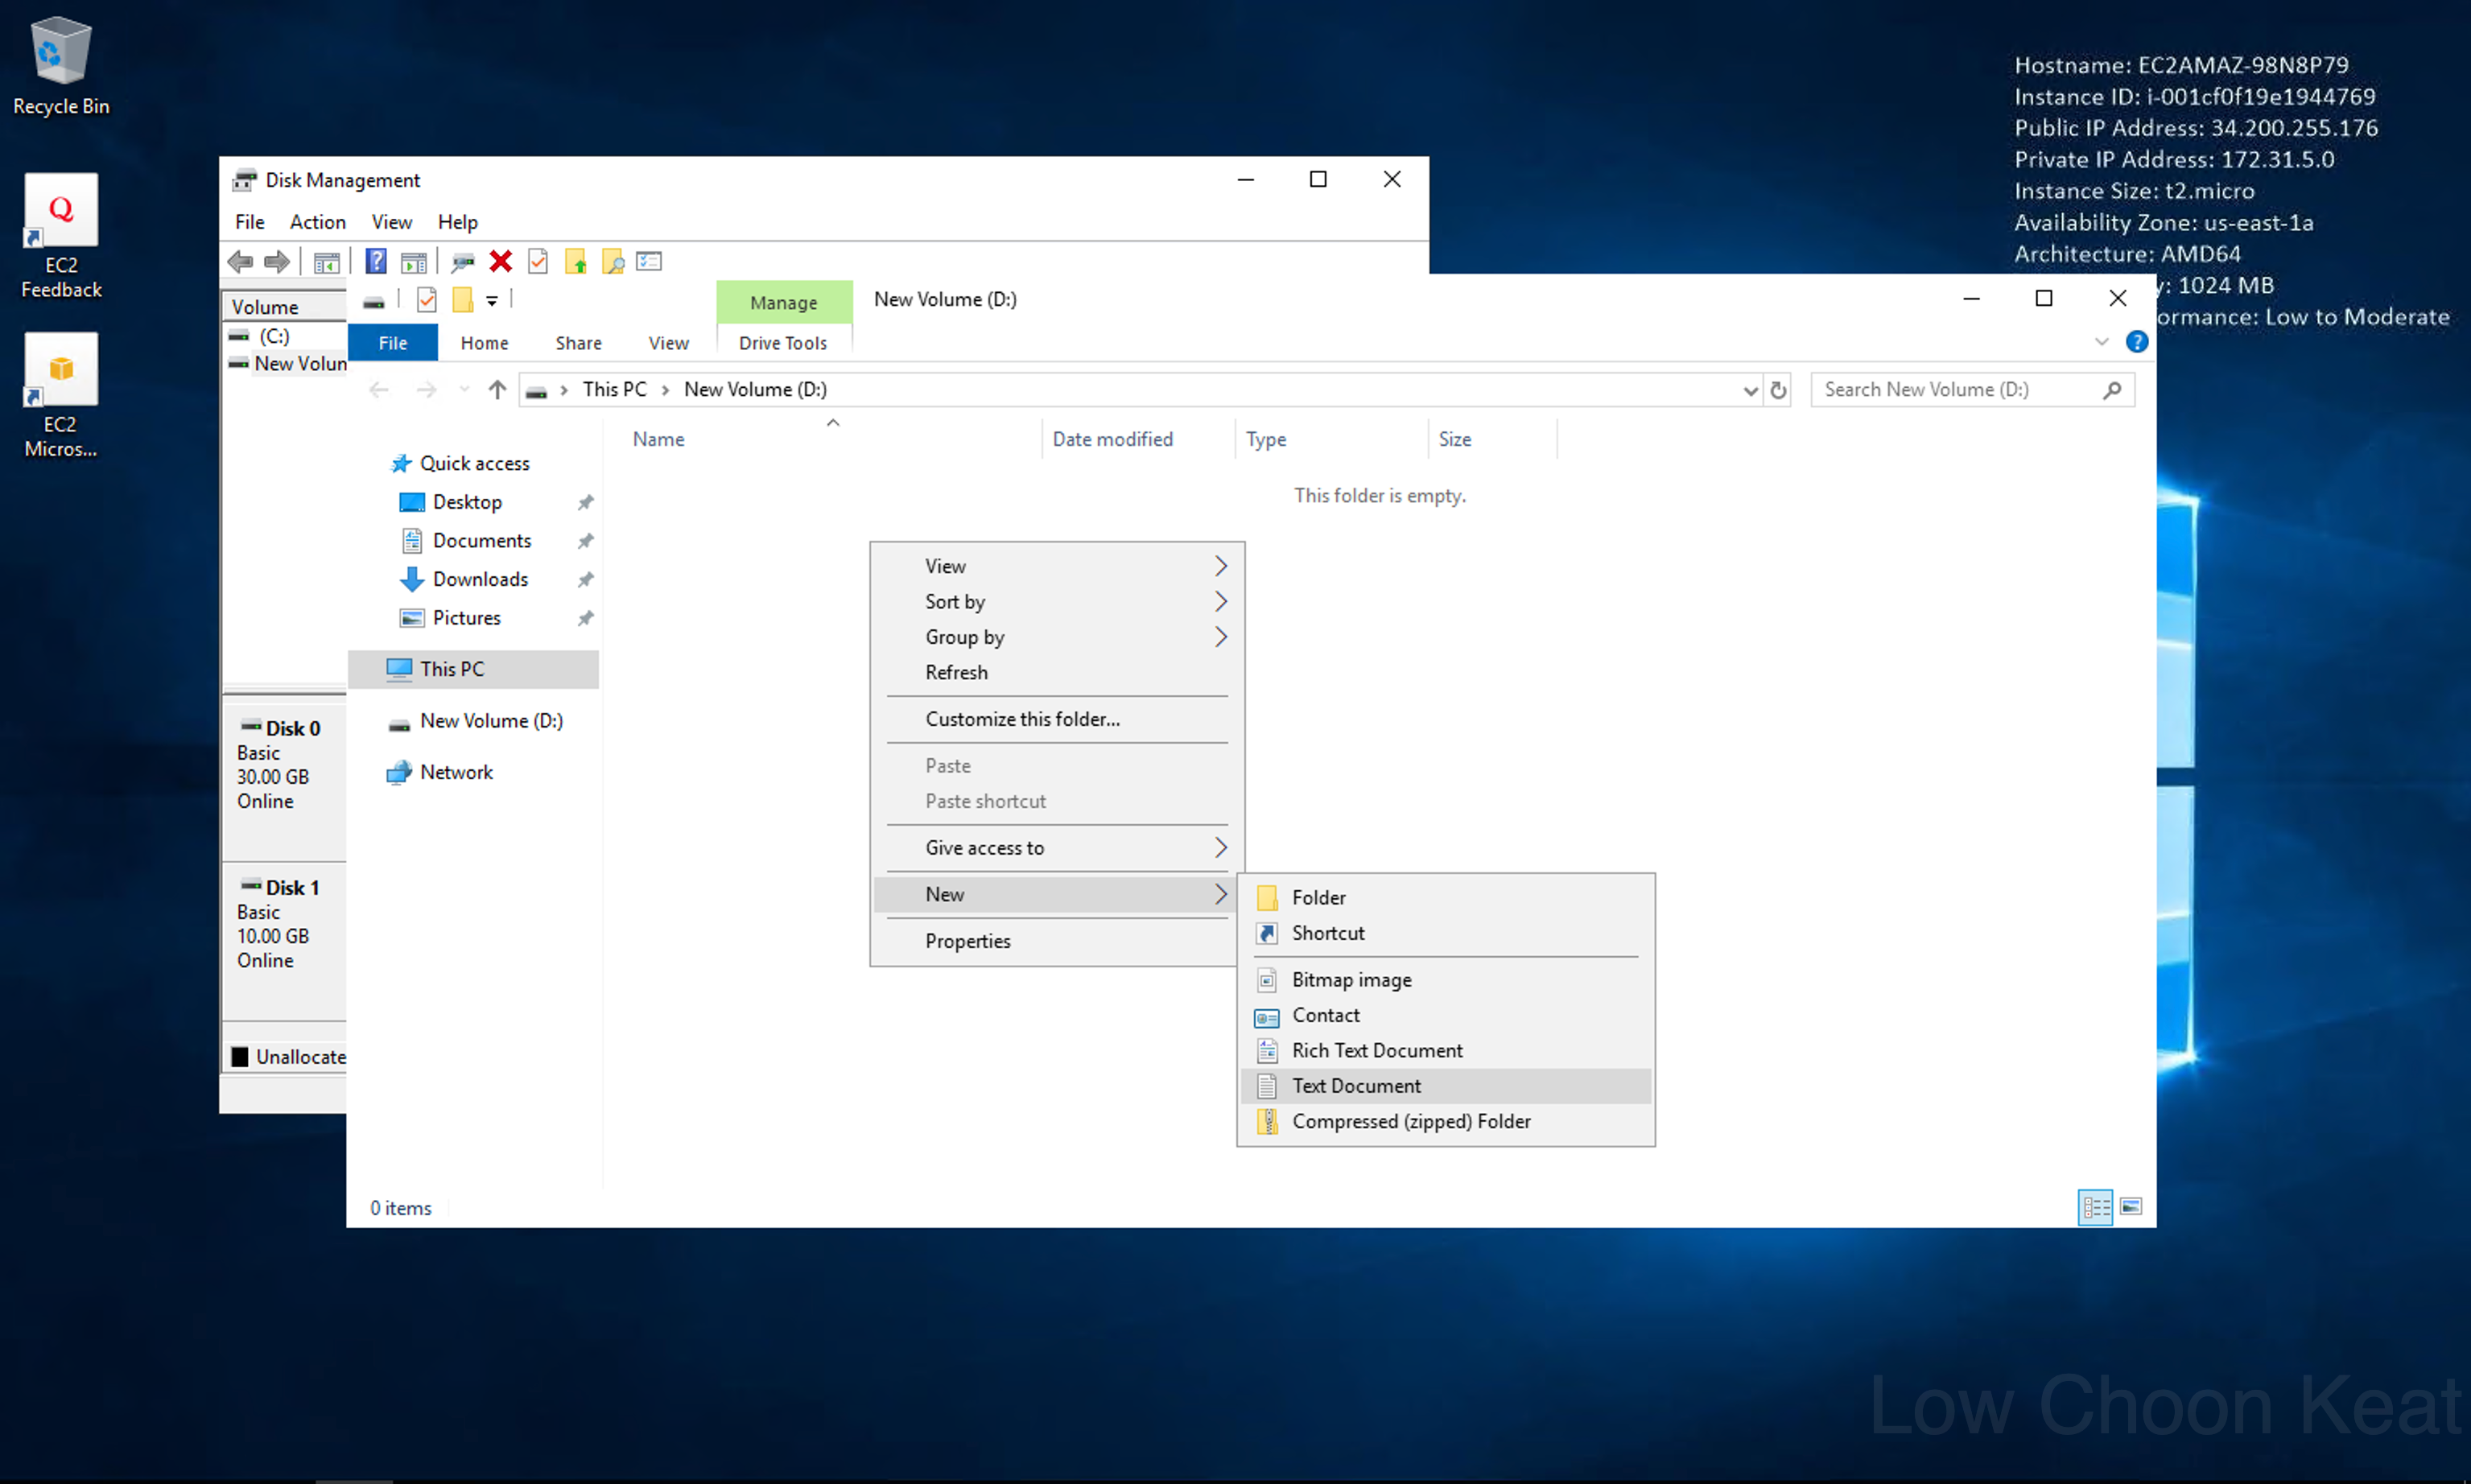 Recycle Bin
EC2
Feedback
EC2
Micros...
Hostname: EC2AMAZ-98N8P79
Instance ID: i-001cf0f19e1944769
Public IP Address: 34.200.255.176
Private IP Address: 172.31.5.0
Instance Size: t2.micro
Availability Zone: us-east-1a
Architecture: AMD64
y: 1024 MB
ormance: Low to Moderate
Disk Management
File Action View Help
Volume
(C:)
New Volun
Disk 0
Basic
30.00 GB
Online
Disk 1
Basic
10.00 GB
Online
Unallocate
Manage New Volume (D:)
File Home Share View Drive Tools
This PC New Volume (D:) Search New Volume (D:)
Name Date modified Type Size
This folder is empty.
Quick access
Desktop
Documents
Downloads
Pictures
This PC
New Volume (D:)
Network
View
Sort by
Group by
Refresh
Customize this folder...
Paste
Paste shortcut
Give access to
New
Properties
Folder
Shortcut
Bitmap image
Contact
Rich Text Document
Text Document
Compressed (zipped) Folder
0 items
Low Choon Keat